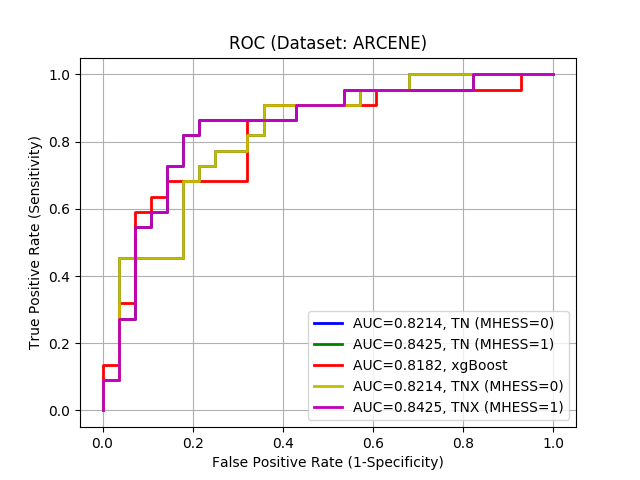 ROC (Dataset: ARCENE)
True Positive Rate (Sensitivity)
1.0
0.8
0.6
0.4
0.2
0.0
AUC=0.8214, TN (MHESS=0)
AUC=0.8425, TN (MHESS=1)
AUC=0.8182, xgBoost
AUC=0.8214, TNX (MHESS=0)
AUC=0.8425, TNX (MHESS=1)
0.0 0.2 0.4 0.6 0.8 1.0
False Positive Rate (1-Specificity)